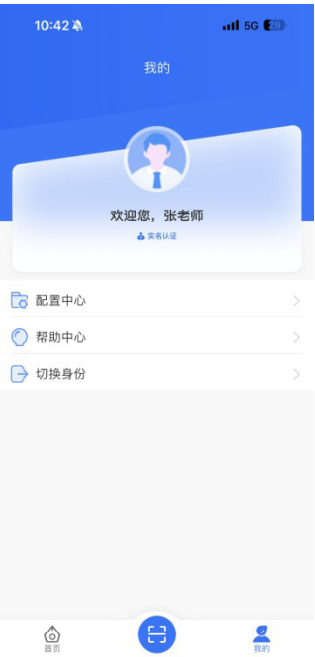 10:42 5G 29
我的
欢迎您，张老师
实名认证
配置中心
帮助中心
切换身份
首页 我的